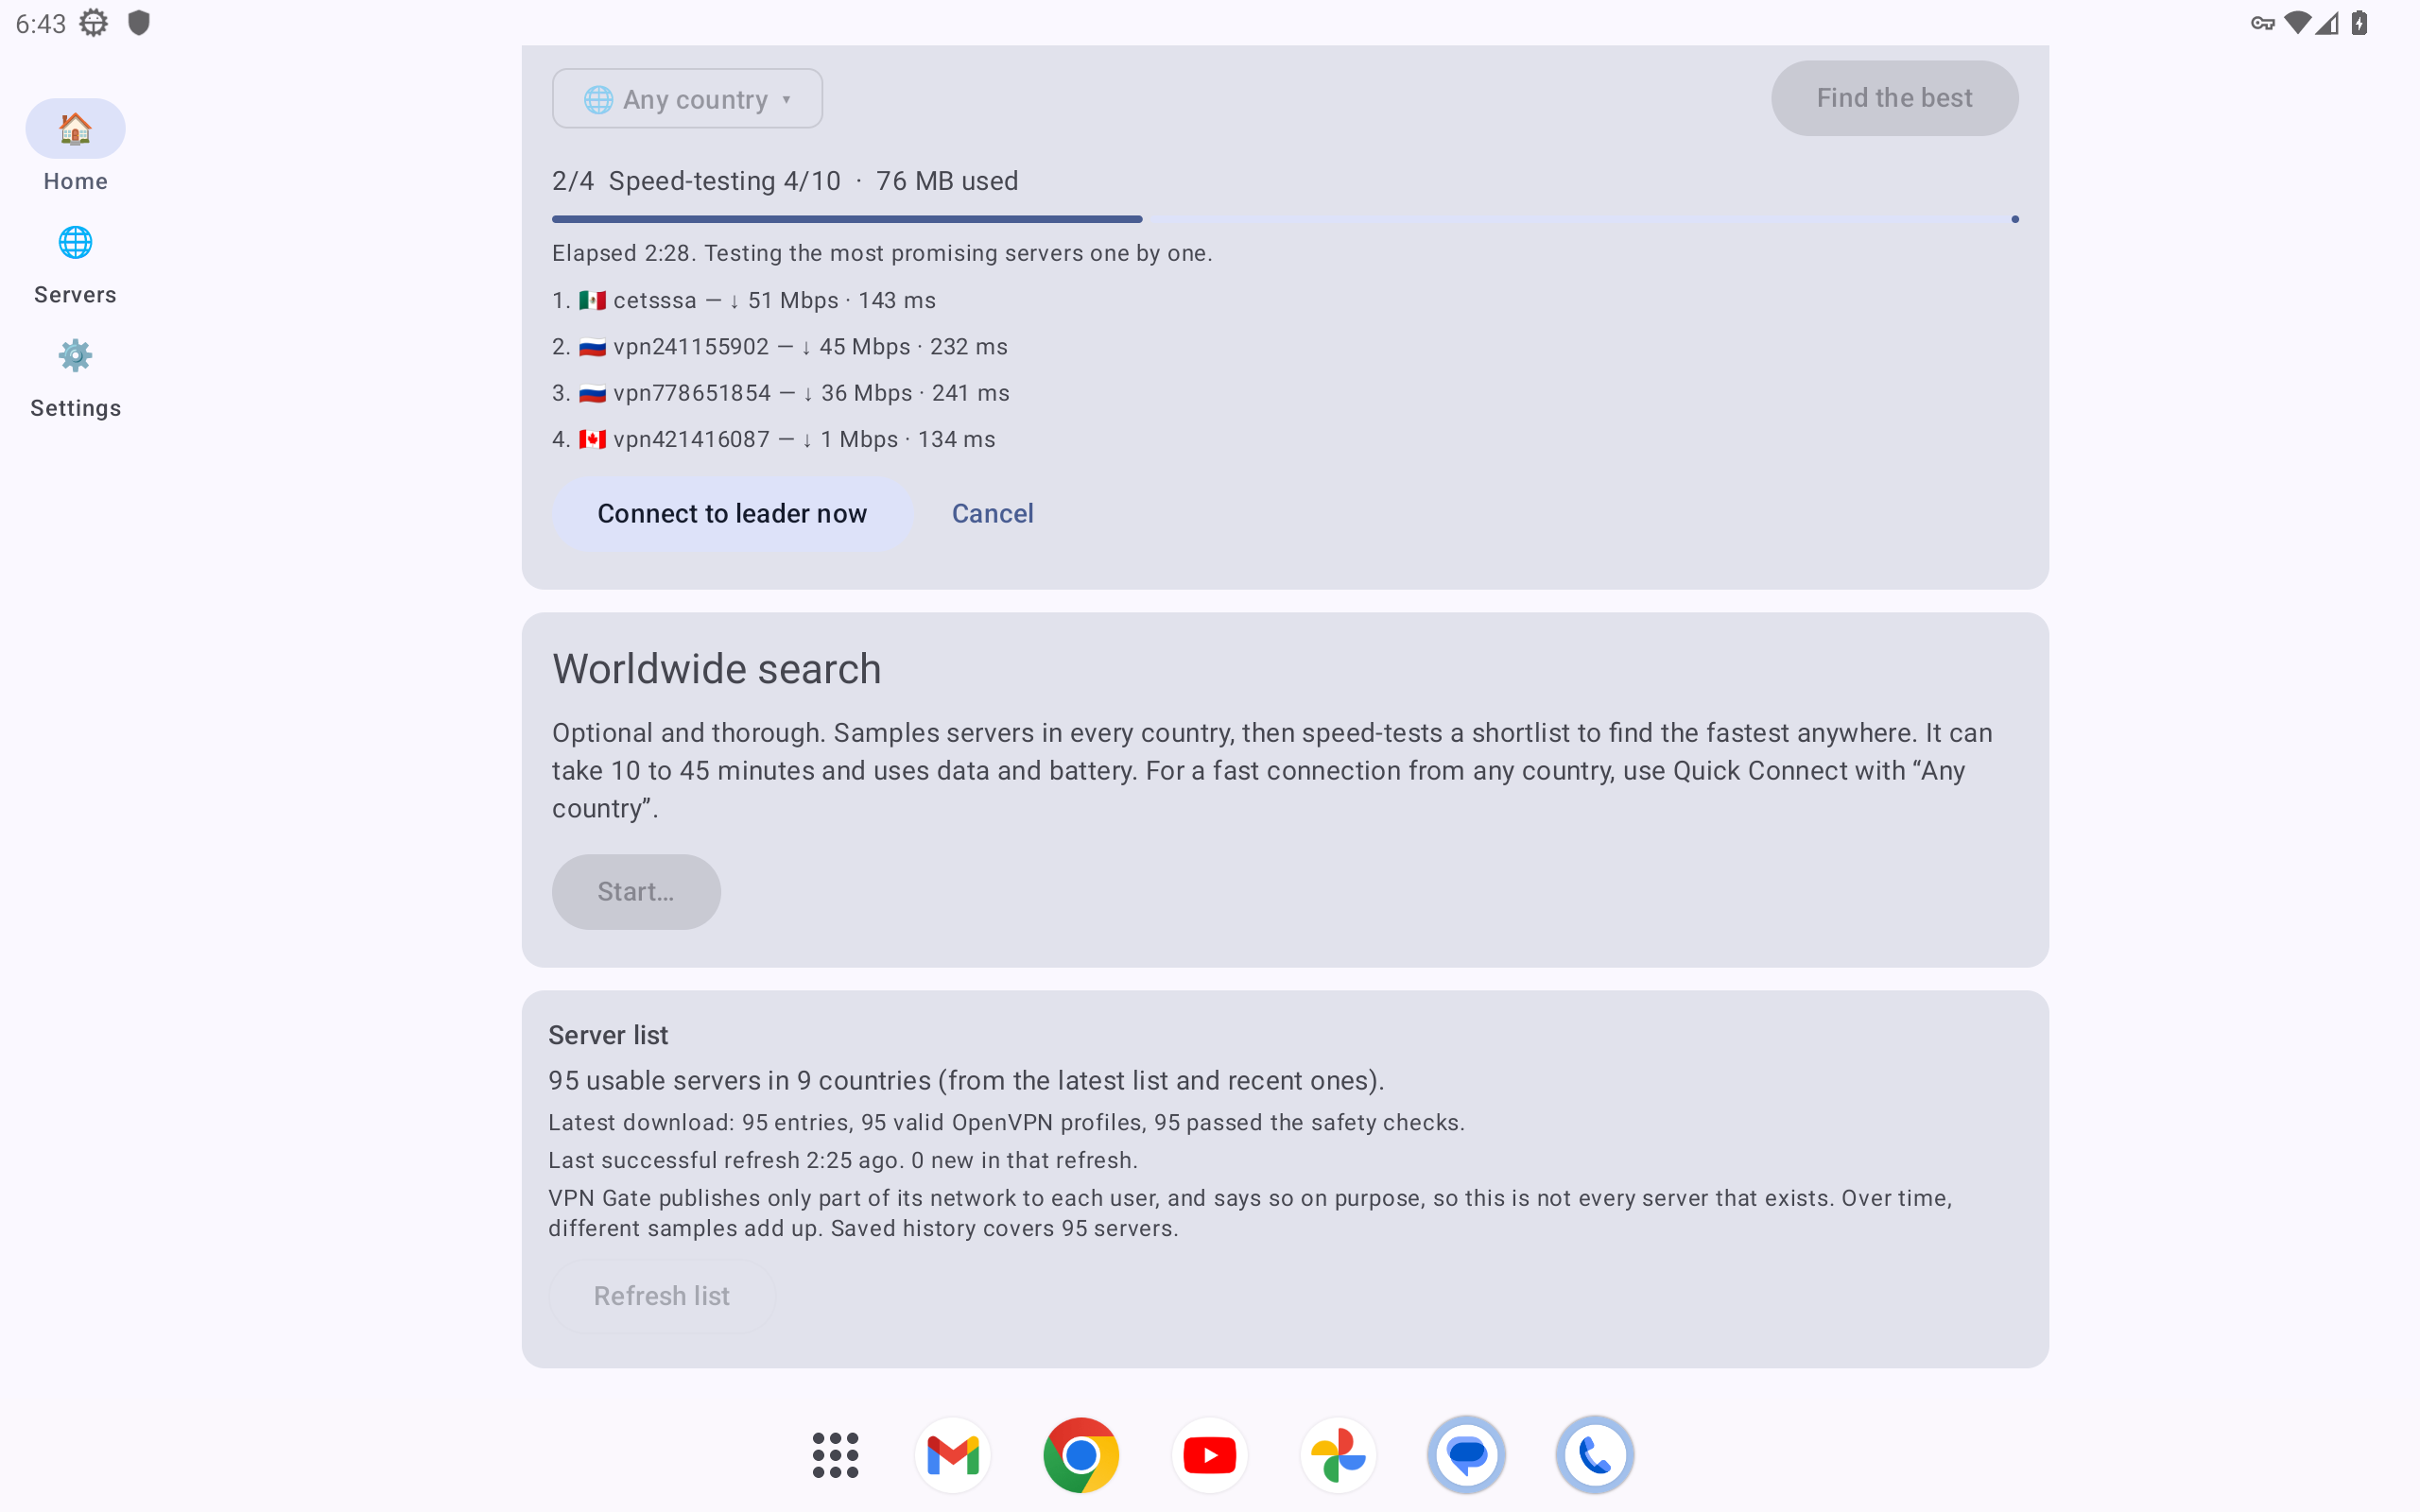 6:43
🌐 Any country ▾
Find the best
Home
2/4 Speed-testing 4/10 · 76 MB used
Elapsed 2:28. Testing the most promising servers one by one.
Servers
1. 🇲🇽 cetsssa — ↓ 51 Mbps · 143 ms
2. 🇷🇺 vpn241155902 — ↓ 45 Mbps · 232 ms
3. 🇷🇺 vpn778651854 — ↓ 36 Mbps · 241 ms
Settings
4. 🇨🇦 vpn421416087 — ↓ 1 Mbps · 134 ms
Connect to leader now
Cancel
Worldwide search
Optional and thorough. Samples servers in every country, then speed-tests a shortlist to find the fastest anywhere. It can
take 10 to 45 minutes and uses data and battery. For a fast connection from any country, use Quick Connect with “Any
country”.
Start...
Server list
95 usable servers in 9 countries (from the latest list and recent ones).
Latest download: 95 entries, 95 valid OpenVPN profiles, 95 passed the safety checks.
Last successful refresh 2:25 ago. 0 new in that refresh.
VPN Gate publishes only part of its network to each user, and says so on purpose, so this is not every server that exists. Over time,
different samples add up. Saved history covers 95 servers.
Refresh list